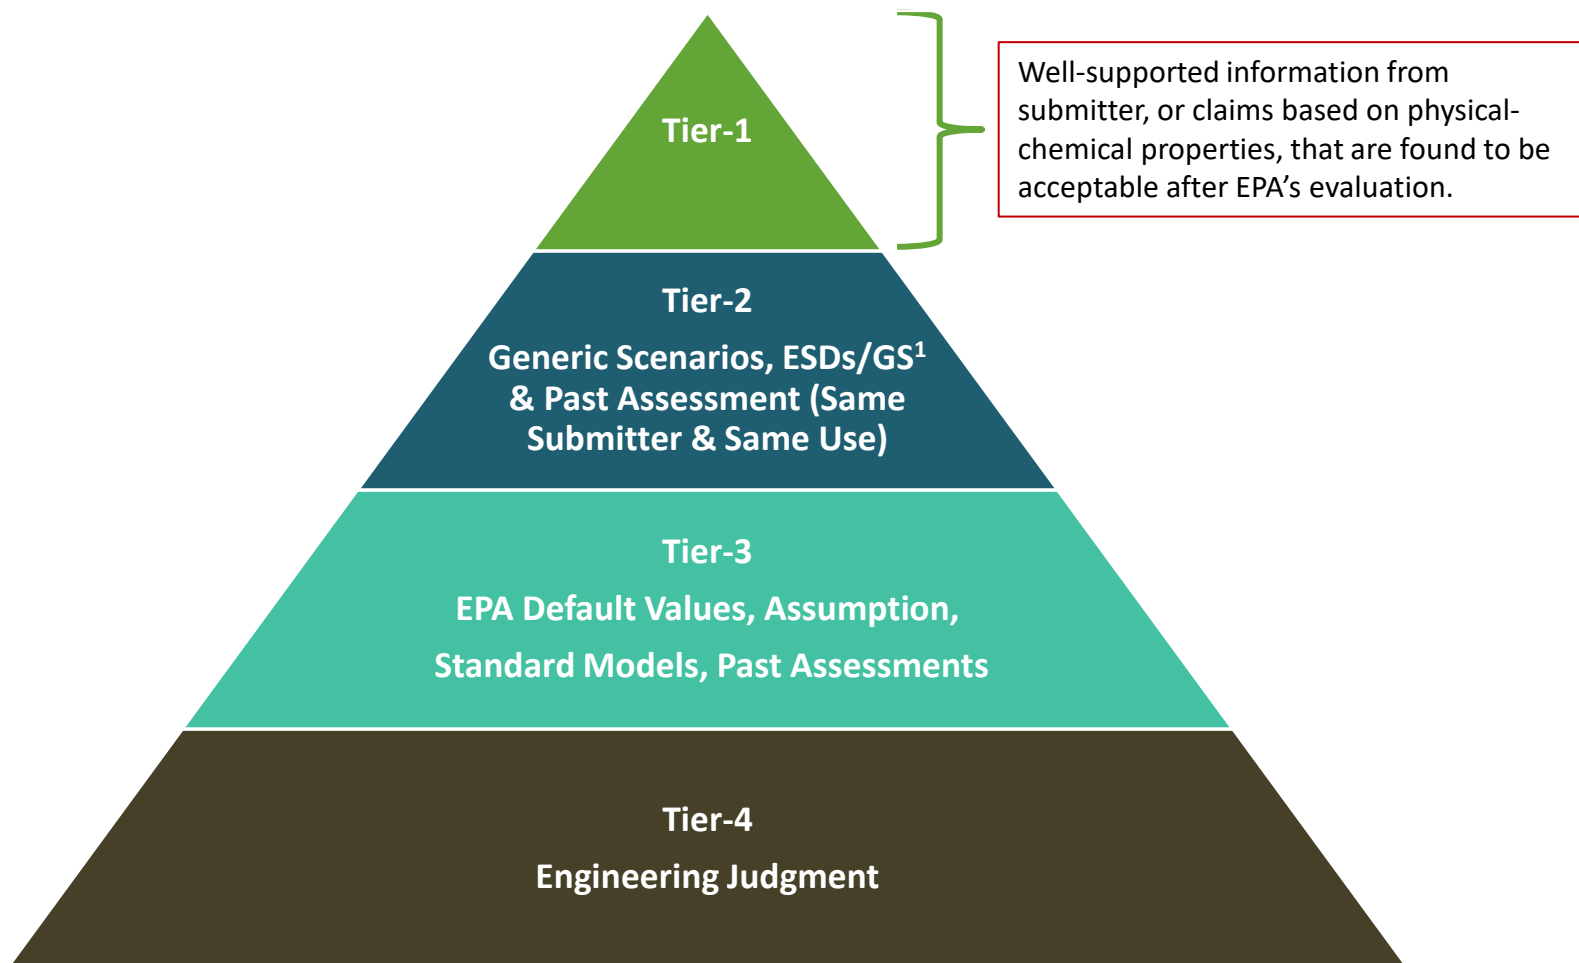 Tier-1
Well-supported information from
submitter, or claims based on physical-
chemical properties, that are found to be
acceptable after EPA’s evaluation.
Tier-2
Generic Scenarios, ESDs/GS¹
& Past Assessment (Same
Submitter & Same Use)
Tier-3
EPA Default Values, Assumption,
Standard Models, Past Assessments
Tier-4
Engineering Judgment